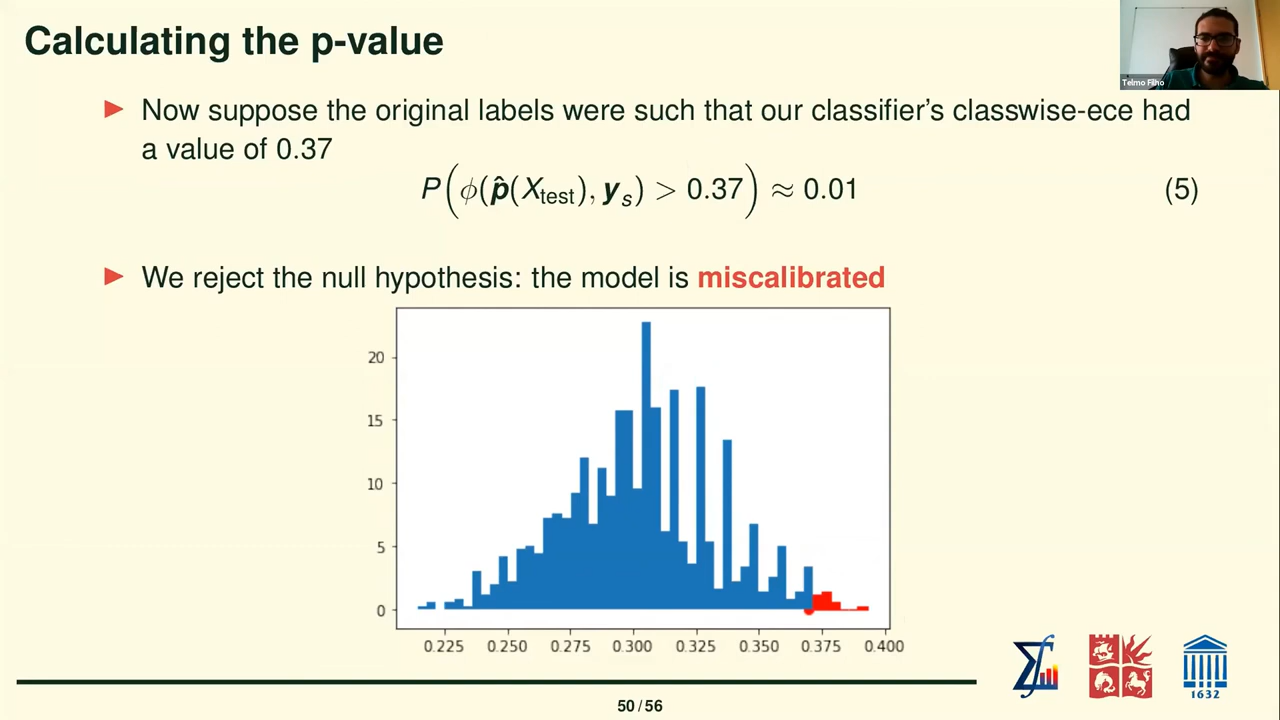 Calculating the p-value
Telmo Filho
▶ Now suppose the original labels were such that our classifier's classwise-ece had
a value of 0.37
P(ϕ(p̂(X_test), y_s) > 0.37) ≈ 0.01 (5)
▶ We reject the null hypothesis: the model is miscalibrated
20
15
10
5
0
0.225 0.250 0.275 0.300 0.325 0.350 0.375 0.400
1632
50 / 56